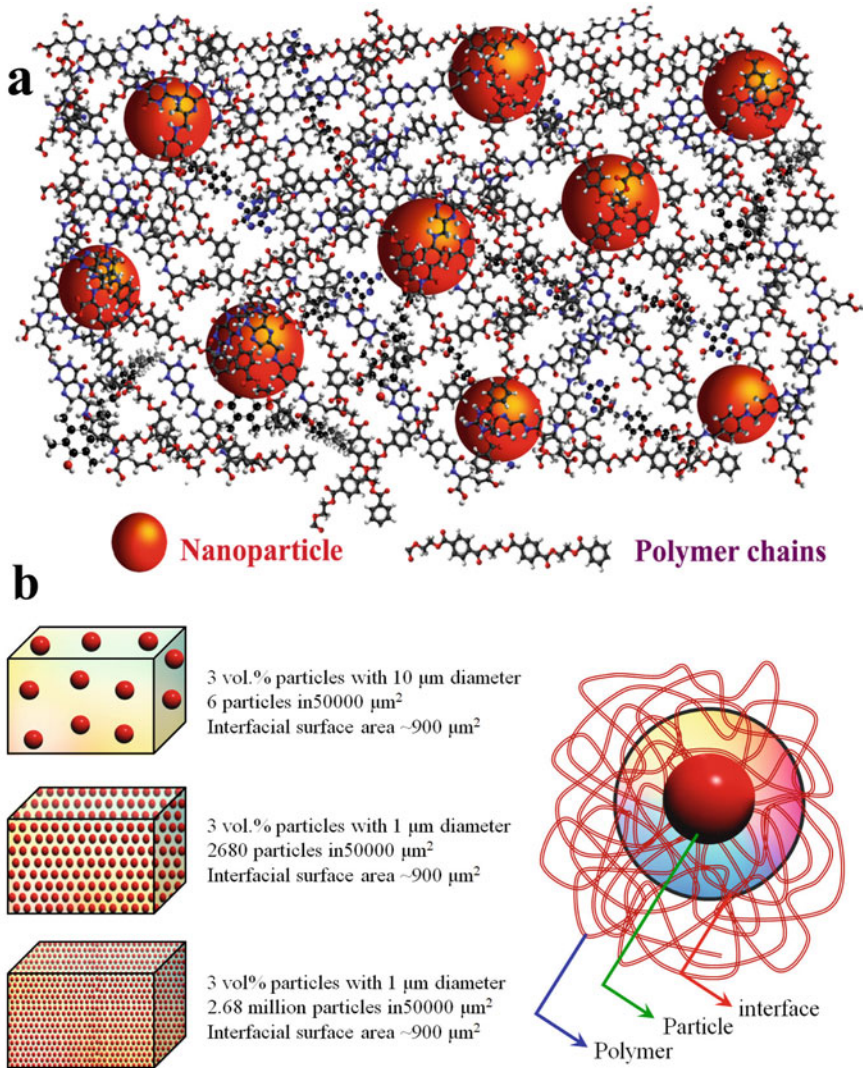 a
Nanoparticle
Polymer chains
b
3 vol.% particles with 10 μm diameter
6 particles in50000 μm²
Interfacial surface area ~900 μm²
3 vol.% particles with 1 μm diameter
2680 particles in50000 μm²
Interfacial surface area ~900 μm²
3 vol% particles with 1 μm diameter
2.68 million particles in50000 μm²
Interfacial surface area ~900 μm²
interface
Particle
Polymer